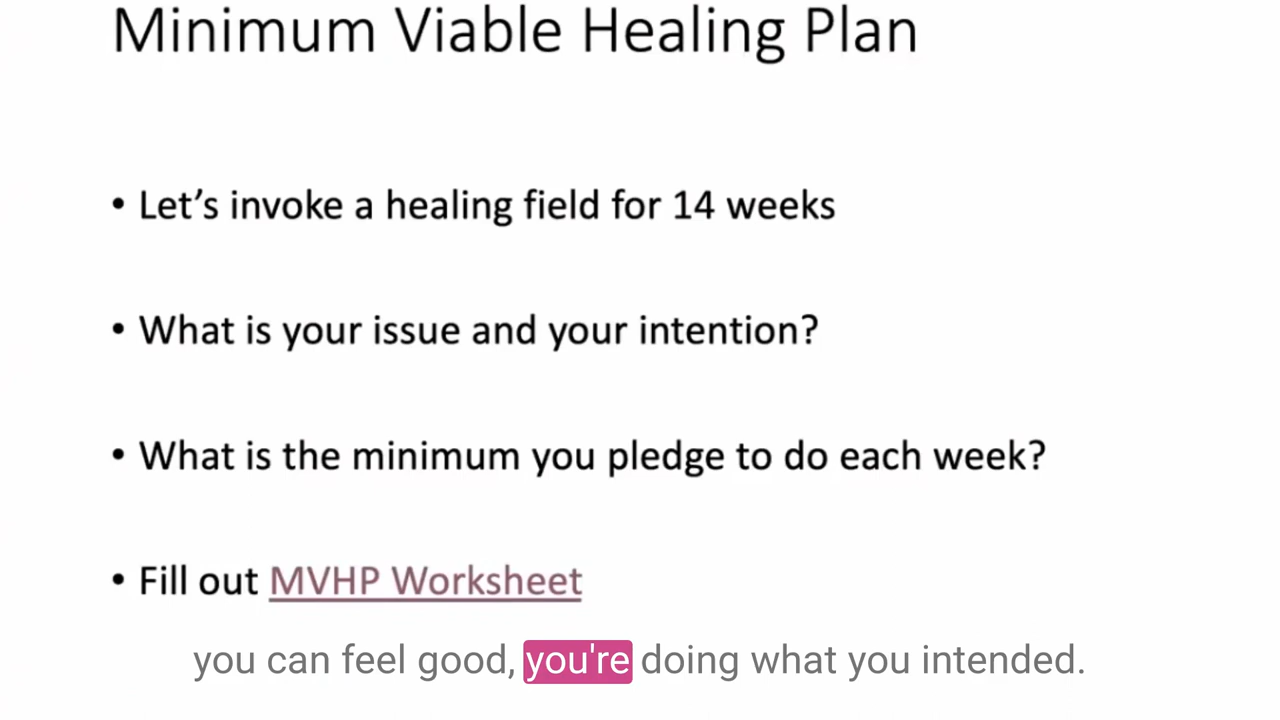 Minimum Viable Healing Plan
• Let's invoke a healing field for 14 weeks
• What is your issue and your intention?
• What is the minimum you pledge to do each week?
• Fill out MVHP Worksheet
you can feel good, you're doing what you intended.